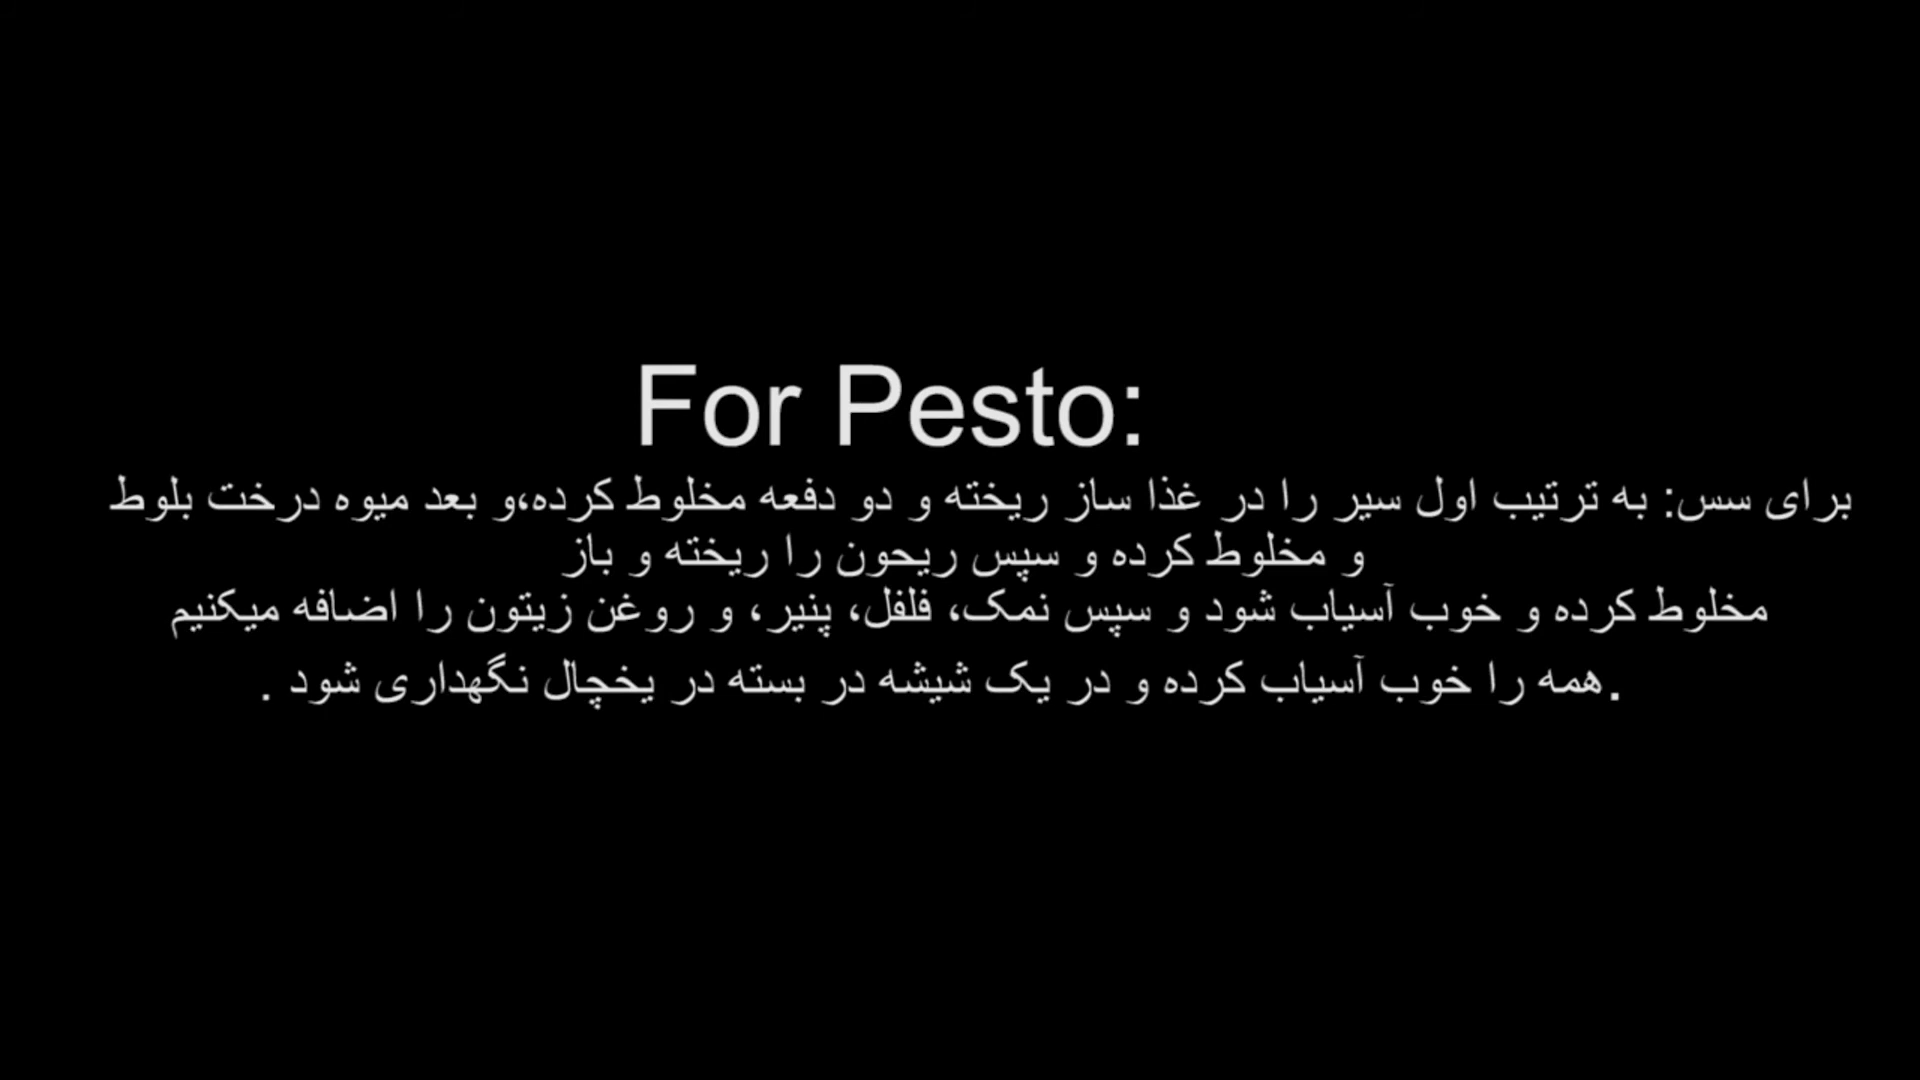 For Pesto:
برای سس: به ترتیب اول سیر را در غذا ساز ریخته و دو دفعه مخلوط کرده،و بعد میوه درخت بلوط
و مخلوط کرده و سپس ریحون را ریخته و باز
مخلوط کرده و خوب آسیاب شود و سپس نمک، فلفل، پنیر، و روغن زیتون را اضافه میکنیم
.همه را خوب آسیاب کرده و در یک شیشه در بسته در یخچال نگهداری شود .